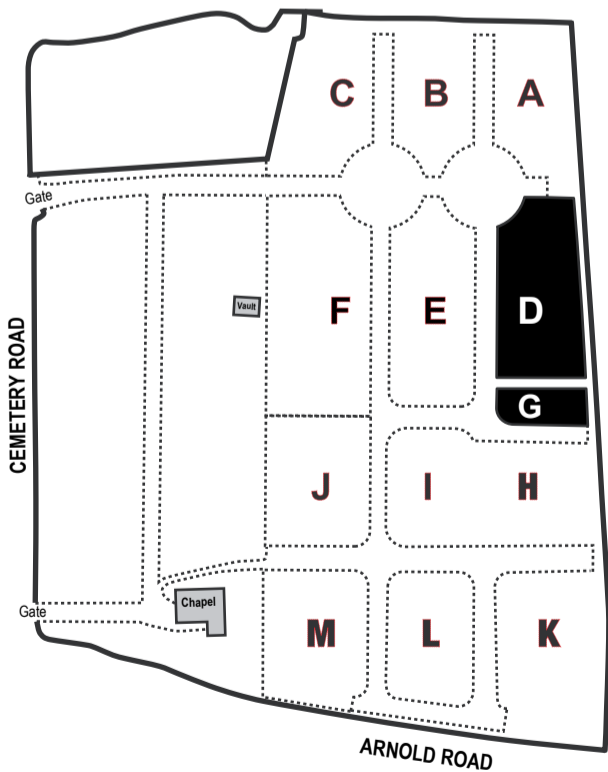 C B A
Gate
Vault
F E D
G
CEMETERY ROAD
J I H
Chapel
Gate
M L K
ARNOLD ROAD